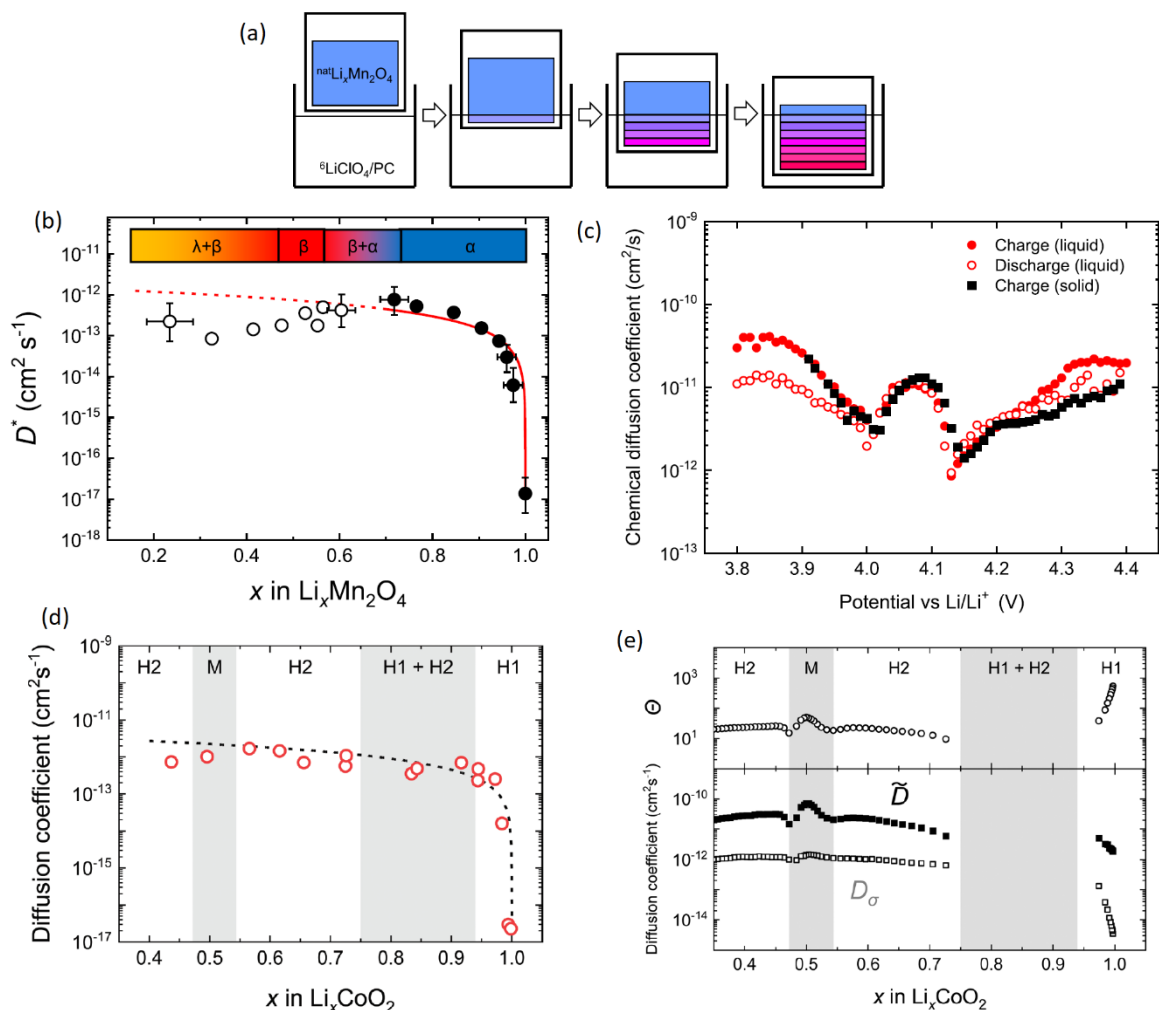 (a)
ⁿᵃᵗLiₓMn₂O₄
⁶LiClO₄/PC
(b)
λ+β
β
β+α
α
10⁻¹¹
10⁻¹²
10⁻¹³
10⁻¹⁴
10⁻¹⁵
10⁻¹⁶
10⁻¹⁷
10⁻¹⁸
D* (cm² s⁻¹)
0.2 0.4 0.6 0.8 1.0
x in LiₓMn₂O₄
(c)
Charge (liquid)
Discharge (liquid)
Charge (solid)
10⁻⁹
10⁻¹⁰
10⁻¹¹
10⁻¹²
10⁻¹³
Chemical diffusion coefficient (cm²/s)
3.8 3.9 4.0 4.1 4.2 4.3 4.4
Potential vs Li/Li⁺ (V)
(d)
H2 M H2 H1 + H2 H1
10⁻⁹
10⁻¹¹
10⁻¹³
10⁻¹⁵
10⁻¹⁷
Diffusion coefficient (cm²s⁻¹)
0.4 0.5 0.6 0.7 0.8 0.9 1.0
x in LiₓCoO₂
(e)
H2 M H2 H1 + H2 H1
10³
10¹
Θ
10⁻¹⁰
10⁻¹²
10⁻¹⁴
Diffusion coefficient (cm²s⁻¹)
D̃
D_σ
0.4 0.5 0.6 0.7 0.8 0.9 1.0
x in LiₓCoO₂